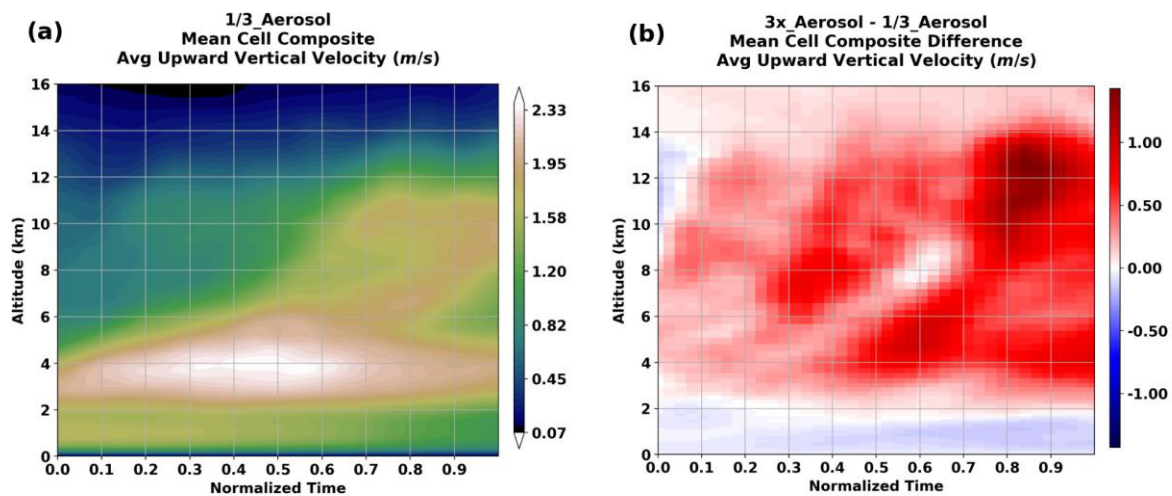 (a)
1/3_Aerosol
Mean Cell Composite
Avg Upward Vertical Velocity (m/s)
16
14
12
10
8
6
4
2
0
Altitude (km)
0.0 0.1 0.2 0.3 0.4 0.5 0.6 0.7 0.8 0.9
Normalized Time
2.33
1.95
1.58
1.20
0.82
0.45
0.07
(b)
3x_Aerosol - 1/3_Aerosol
Mean Cell Composite Difference
Avg Upward Vertical Velocity (m/s)
16
14
12
10
8
6
4
2
0
Altitude (km)
0.0 0.1 0.2 0.3 0.4 0.5 0.6 0.7 0.8 0.9
Normalized Time
1.00
0.50
0.00
-0.50
-1.00